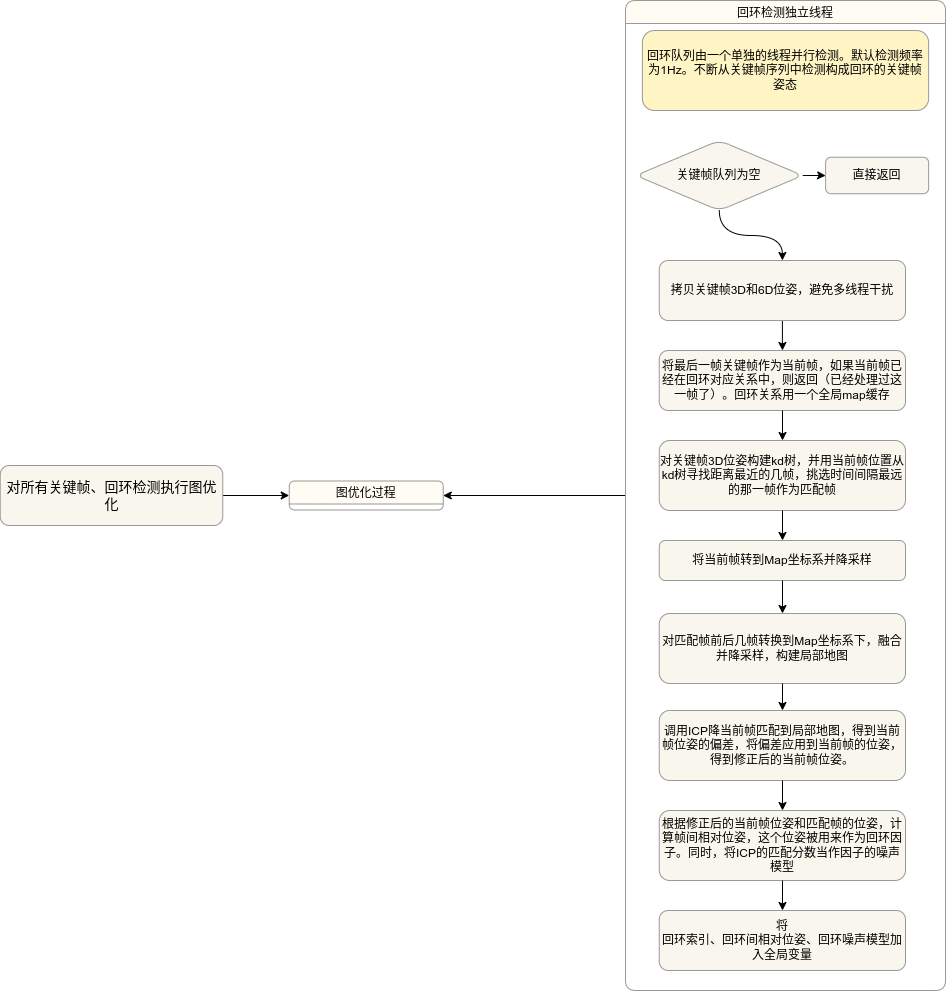 回环检测独立线程
回环队列由一个单独的线程并行检测。默认检测频率
为1Hz。不断从关键帧序列中检测构成回环的关键帧
姿态
关键帧队列为空
直接返回
拷贝关键帧3D和6D位姿，避免多线程干扰
将最后一帧关键帧作为当前帧，如果当前帧已
经在回环对应关系中，则返回（已经处理过这
一帧了）。回环关系用一个全局map缓存
对关键帧3D位姿构建kd树，并用当前帧位置从
kd树寻找距离最近的几帧，挑选时间间隔最远
的那一帧作为匹配帧
将当前帧转到Map坐标系并降采样
对匹配帧前后几帧转换到Map坐标系下，融合
并降采样，构建局部地图
调用ICP降当前帧匹配到局部地图，得到当前
帧位姿的偏差，将偏差应用到当前帧的位姿，
得到修正后的当前帧位姿。
根据修正后的当前帧位姿和匹配帧的位姿，计
算帧间相对位姿，这个位姿被用来作为回环因
子。同时，将ICP的匹配分数当作因子的噪声
模型
将
回环索引、回环间相对位姿、回环噪声模型加
入全局变量
对所有关键帧、回环检测执行图优
化
图优化过程